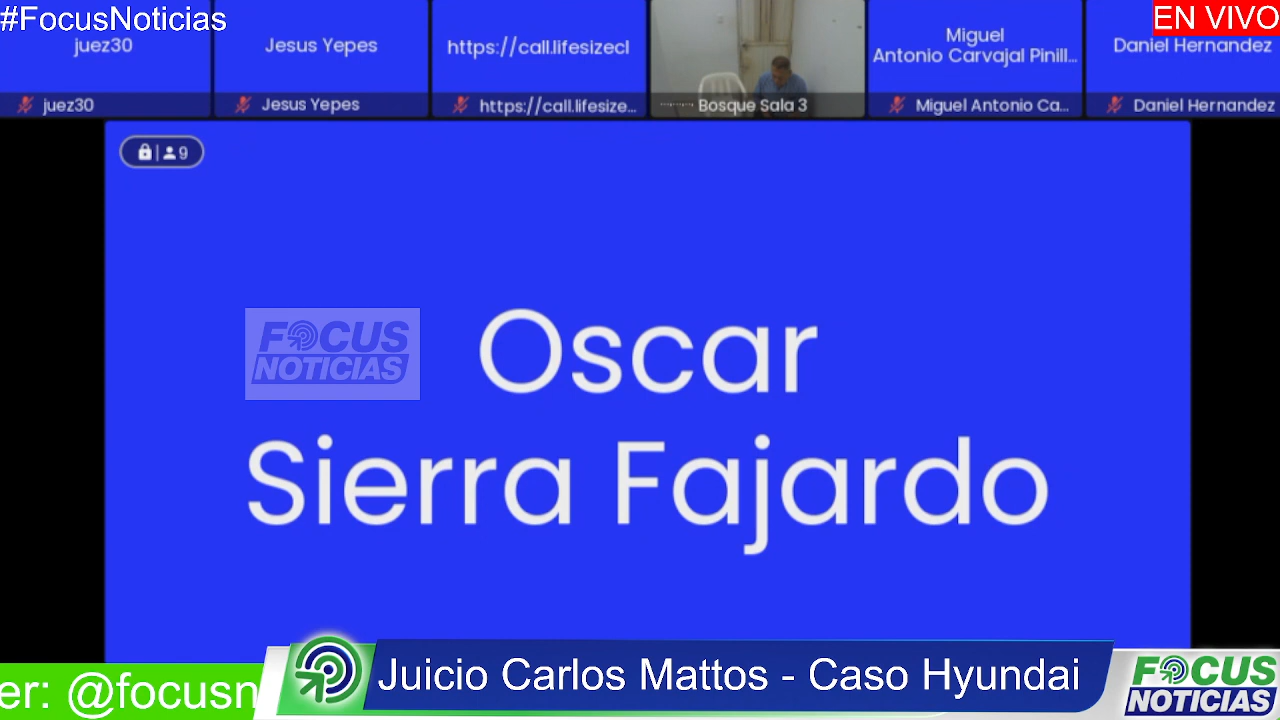 #FocusNoticias
EN VIVO
juez30
Jesus Yepes
https://call.lifesizecl
Miguel
Antonio Carvajal Pinill...
Daniel Hernandez
juez30
Jesus Yepes
https://call.lifesize...
Bosque Sala 3
Miguel Antonio Ca...
Daniel Hernandez
9
FOCUS
NOTICIAS
Oscar
Sierra Fajardo
er: @focusn
Juicio Carlos Mattos - Caso Hyundai
FOCUS
NOTICIAS